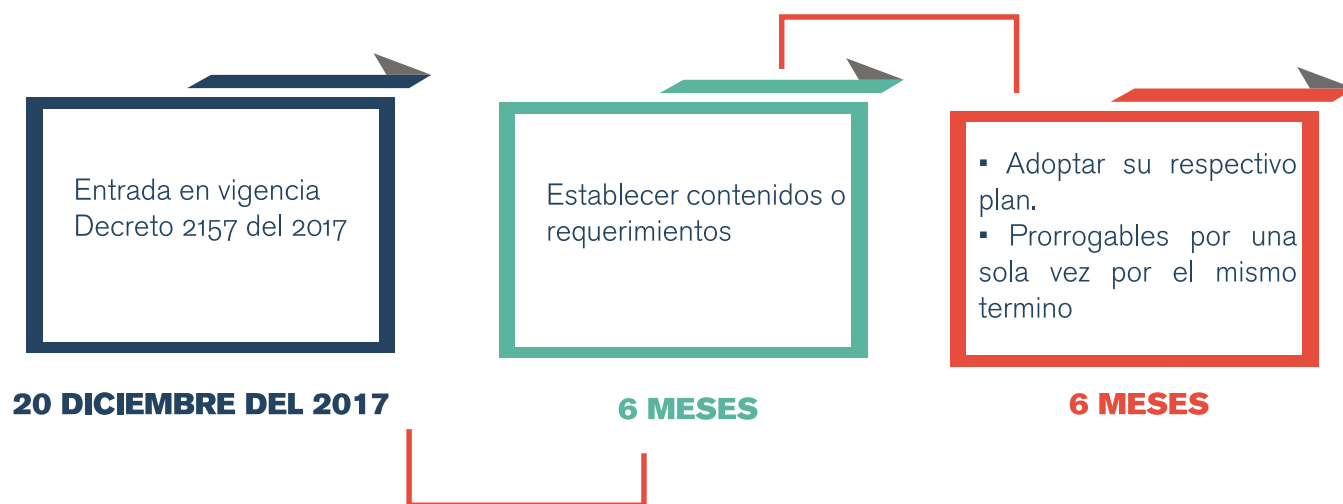 Entrada en vigencia
Decreto 2157 del 2017
20 DICIEMBRE DEL 2017
Establecer contenidos o
requerimientos
6 MESES
▪ Adoptar su respectivo
plan.
▪ Prorrogables por una
sola vez por el mismo
termino
6 MESES